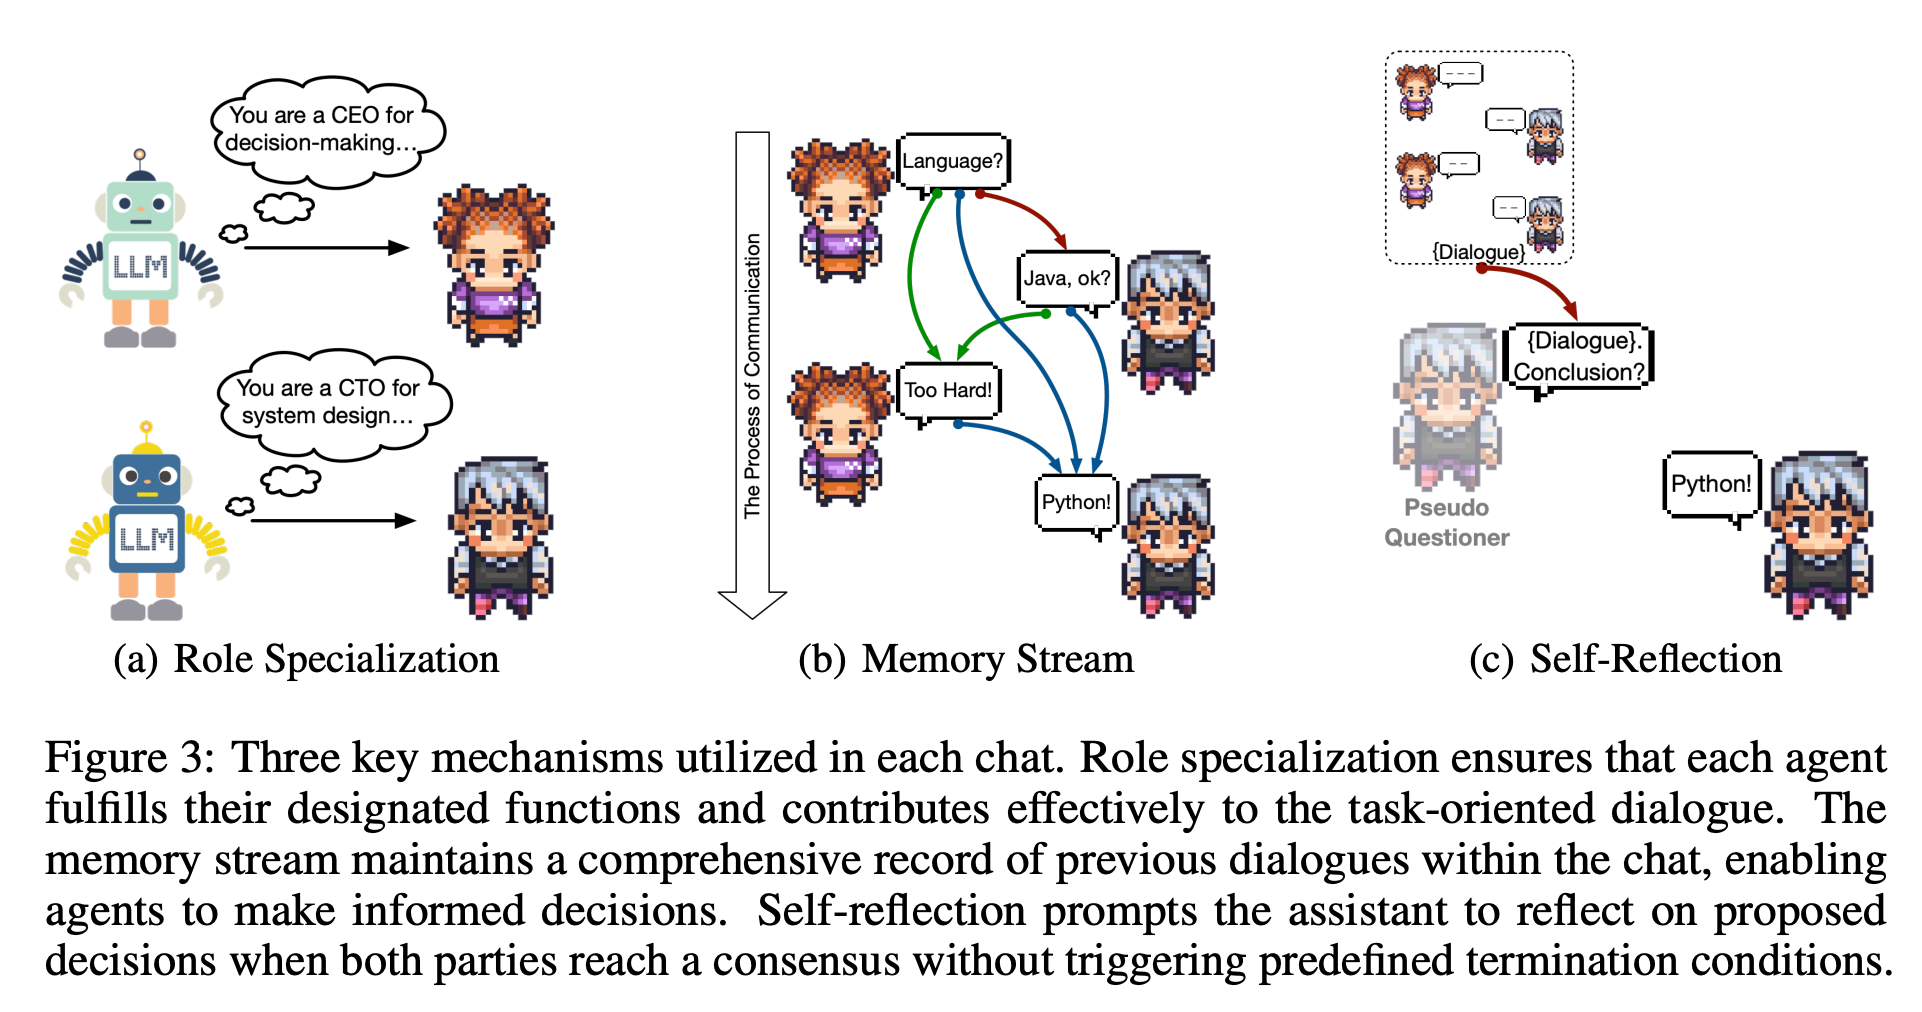 You are a CEO for
decision-making…
LLM
You are a CTO for
system design…
LLM
(a) Role Specialization
The Process of Communication
Language?
Java, ok?
Too Hard!
Python!
(b) Memory Stream
{Dialogue}
{Dialogue}.
Conclusion?
Pseudo
Questioner
Python!
(c) Self-Reflection
Figure 3: Three key mechanisms utilized in each chat. Role specialization ensures that each agent
fulfills their designated functions and contributes effectively to the task-oriented dialogue. The
memory stream maintains a comprehensive record of previous dialogues within the chat, enabling
agents to make informed decisions. Self-reflection prompts the assistant to reflect on proposed
decisions when both parties reach a consensus without triggering predefined termination conditions.